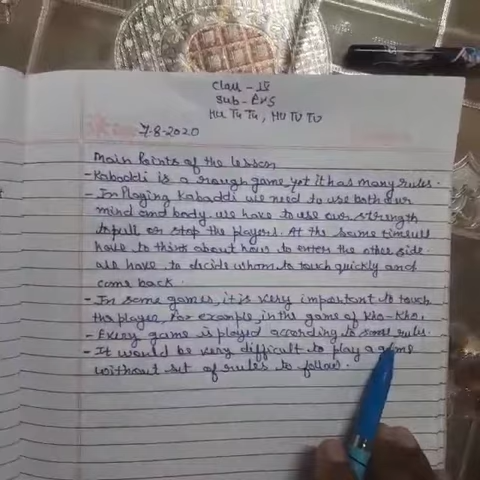 Class - IV
Sub - EVS
Hu Tu Tu, Hu Tu Tu
7-8-2020
Main Points of the lesson
- Kabaddi is a rough game yet it has many rules.
- In Playing Kabaddi we need to use both our
mind and body. we have to use our strength
to pull or stop the players. At the same time we
have to think about how to enter the other side.
we have to decide whom to touch quickly and
come back.
- In some games, it is very important to touch
the player, For example, in the game of Kho-Kho.
- Every game is played according to some rules.
- It would be very difficult to play a game
without set of rules to follow.